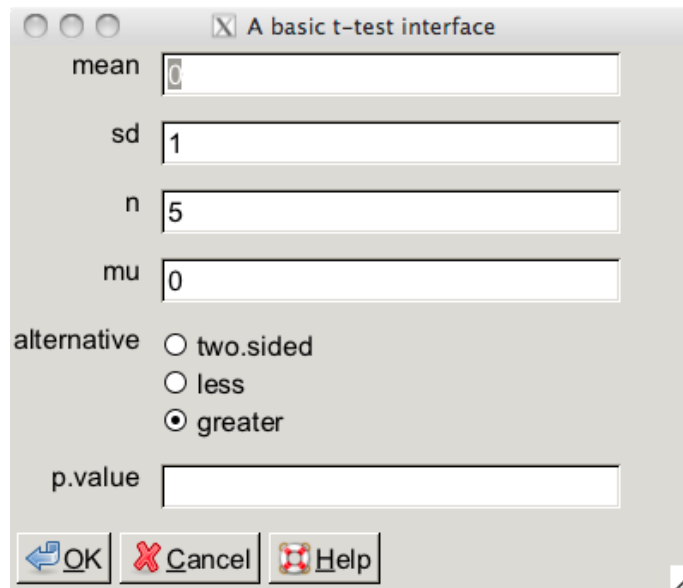 A basic t-test interface
mean 0
sd 1
n 5
mu 0
alternative two.sided
less
greater
p.value
OK Cancel Help